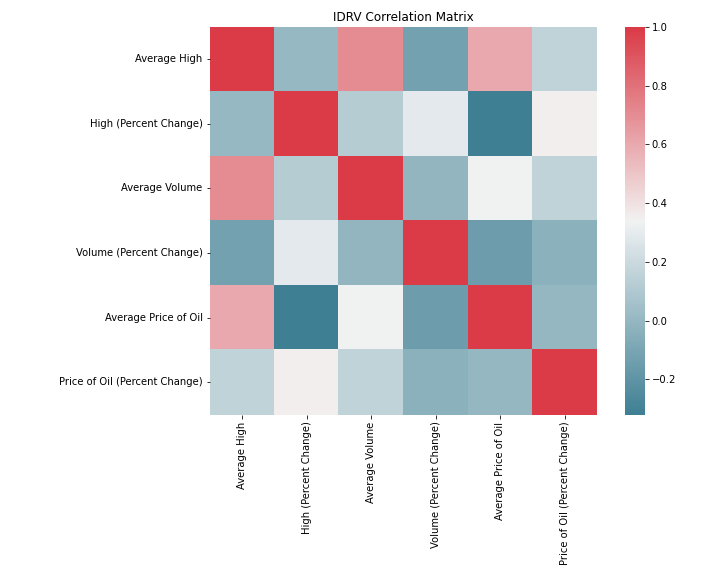 IDRV Correlation Matrix
Average High
High (Percent Change)
Average Volume
Volume (Percent Change)
Average Price of Oil
Price of Oil (Percent Change)
Average High
High (Percent Change)
Average Volume
Volume (Percent Change)
Average Price of Oil
Price of Oil (Percent Change)
1.0
0.8
0.6
0.4
0.2
0.0
−0.2